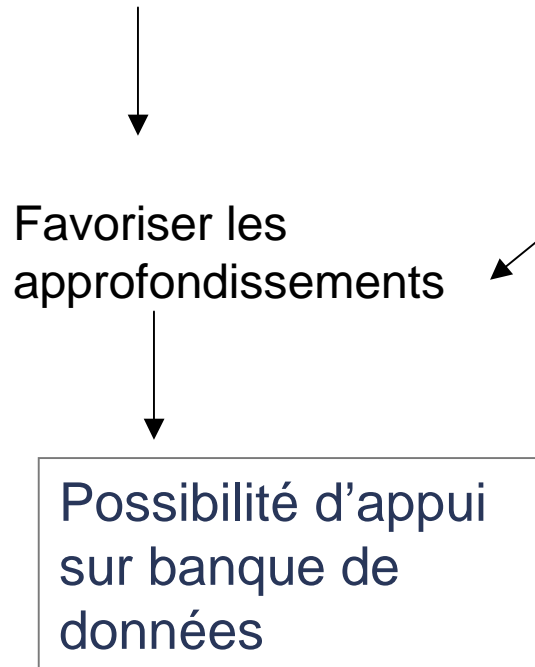 Favoriser les
approfondissements
Possibilité d’appui
sur banque de
données